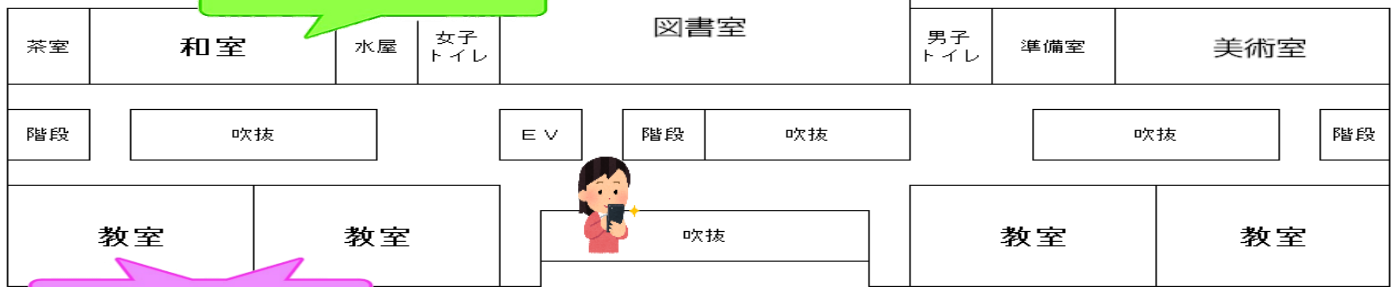 図書室
茶室
和室
水屋
女子
トイレ
男子
トイレ
準備室
美術室
階段
吹抜
EV
階段
吹抜
吹抜
階段
教室
教室
吹抜
教室
教室